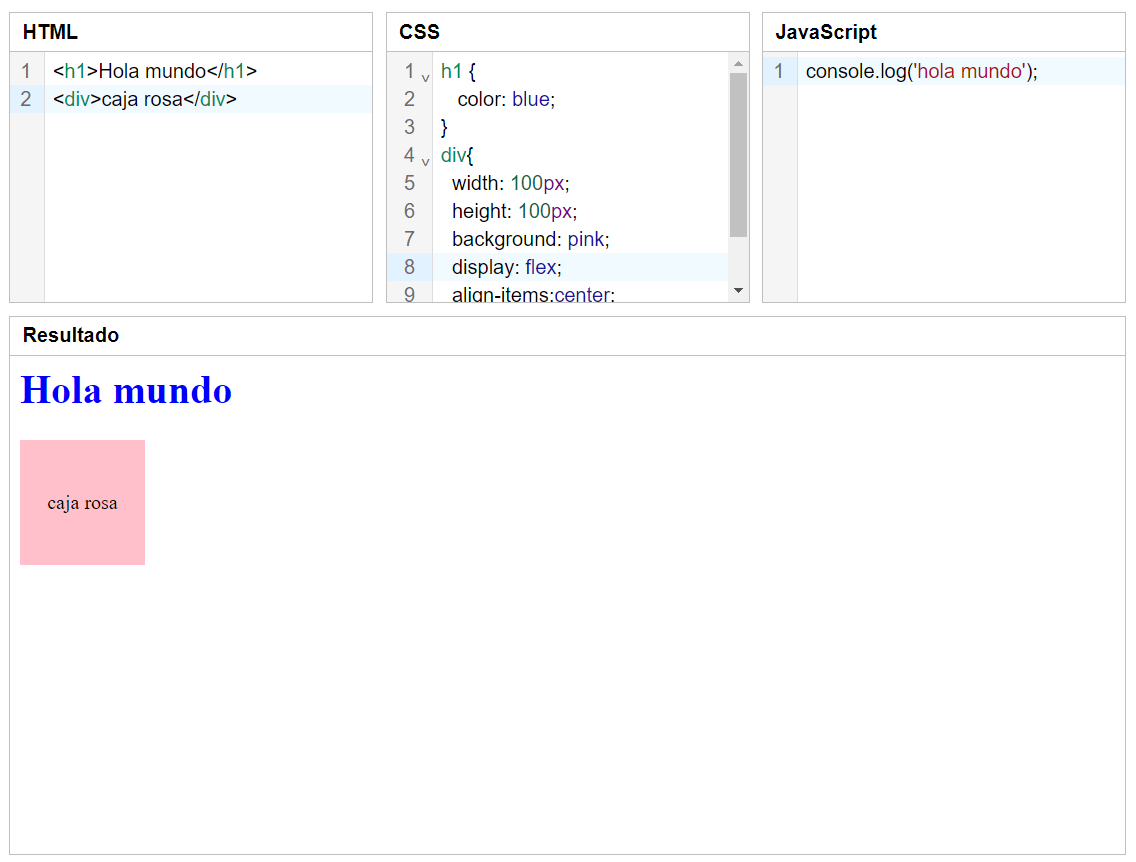 HTML
1 <h1>Hola mundo</h1>
2 <div>caja rosa</div>
CSS
1 h1 {
2 color: blue;
3 }
4 div{
5 width: 100px;
6 height: 100px;
7 background: pink;
8 display: flex;
9 align-items:center;
JavaScript
1 console.log('hola mundo');
Resultado
Hola mundo
caja rosa